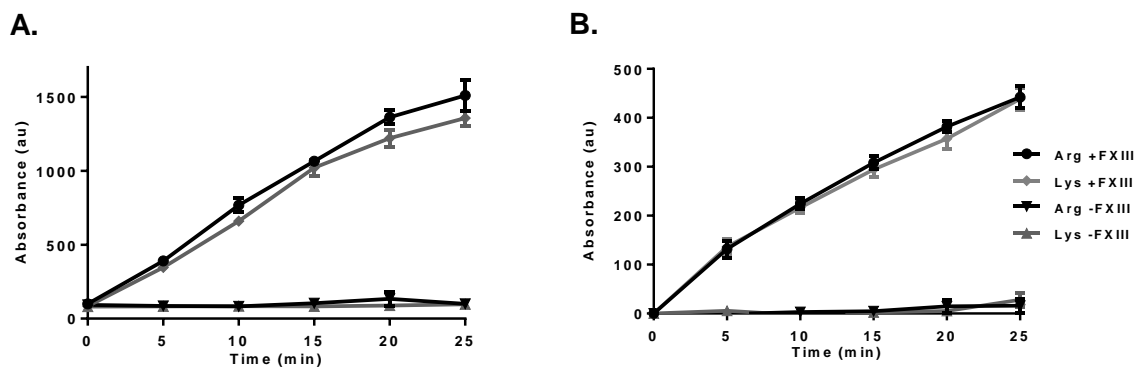 A.
Absorbance (au)
1500
1000
500
0
0 5 10 15 20 25
Time (min)
B.
Absorbance (au)
500
400
300
200
100
0
0 5 10 15 20 25
Time (min)
Arg +FXIII
Lys +FXIII
Arg -FXIII
Lys -FXIII